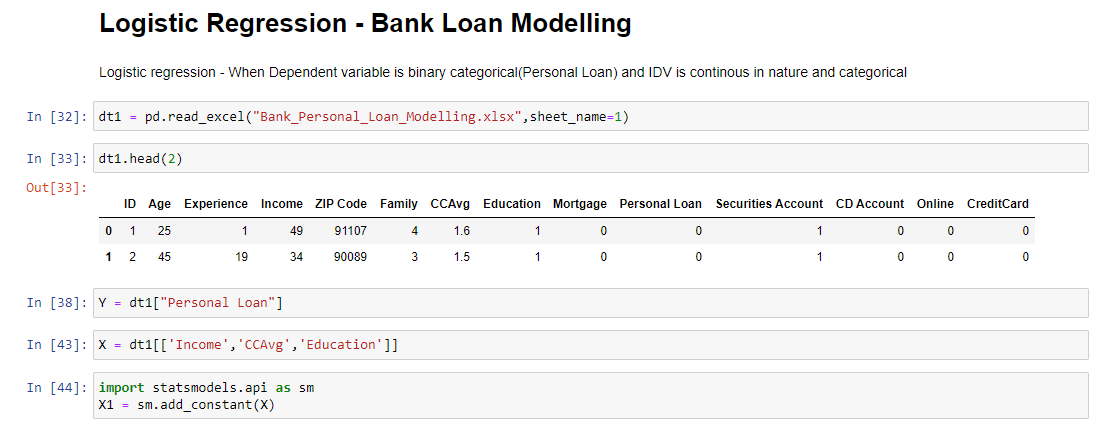 Logistic Regression - Bank Loan Modelling
Logistic regression - When Dependent variable is binary categorical(Personal Loan) and IDV is continous in nature and categorical
In [32]: dt1 = pd.read_excel("Bank_Personal_Loan_Modelling.xlsx",sheet_name=1)
In [33]: dt1.head(2)
Out[33]:
ID Age Experience Income ZIP Code Family CCAvg Education Mortgage Personal Loan Securities Account CD Account Online CreditCard
0 1 25 1 49 91107 4 1.6 1 0 0 1 0 0 0
1 2 45 19 34 90089 3 1.5 1 0 0 1 0 0 0
In [38]: Y = dt1["Personal Loan"]
In [43]: X = dt1[['Income','CCAvg','Education']]
In [44]: import statsmodels.api as sm
X1 = sm.add_constant(X)